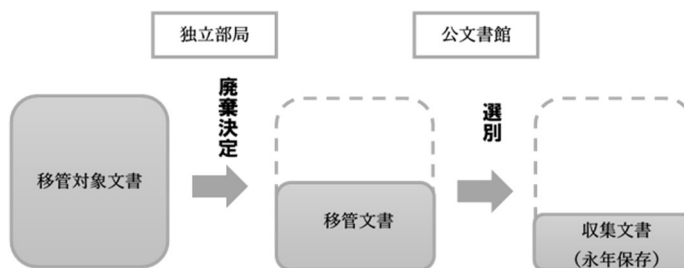 独立部局
公文書館
廃棄決定
選別
移管対象文書
移管文書
収集文書
（永年保存）